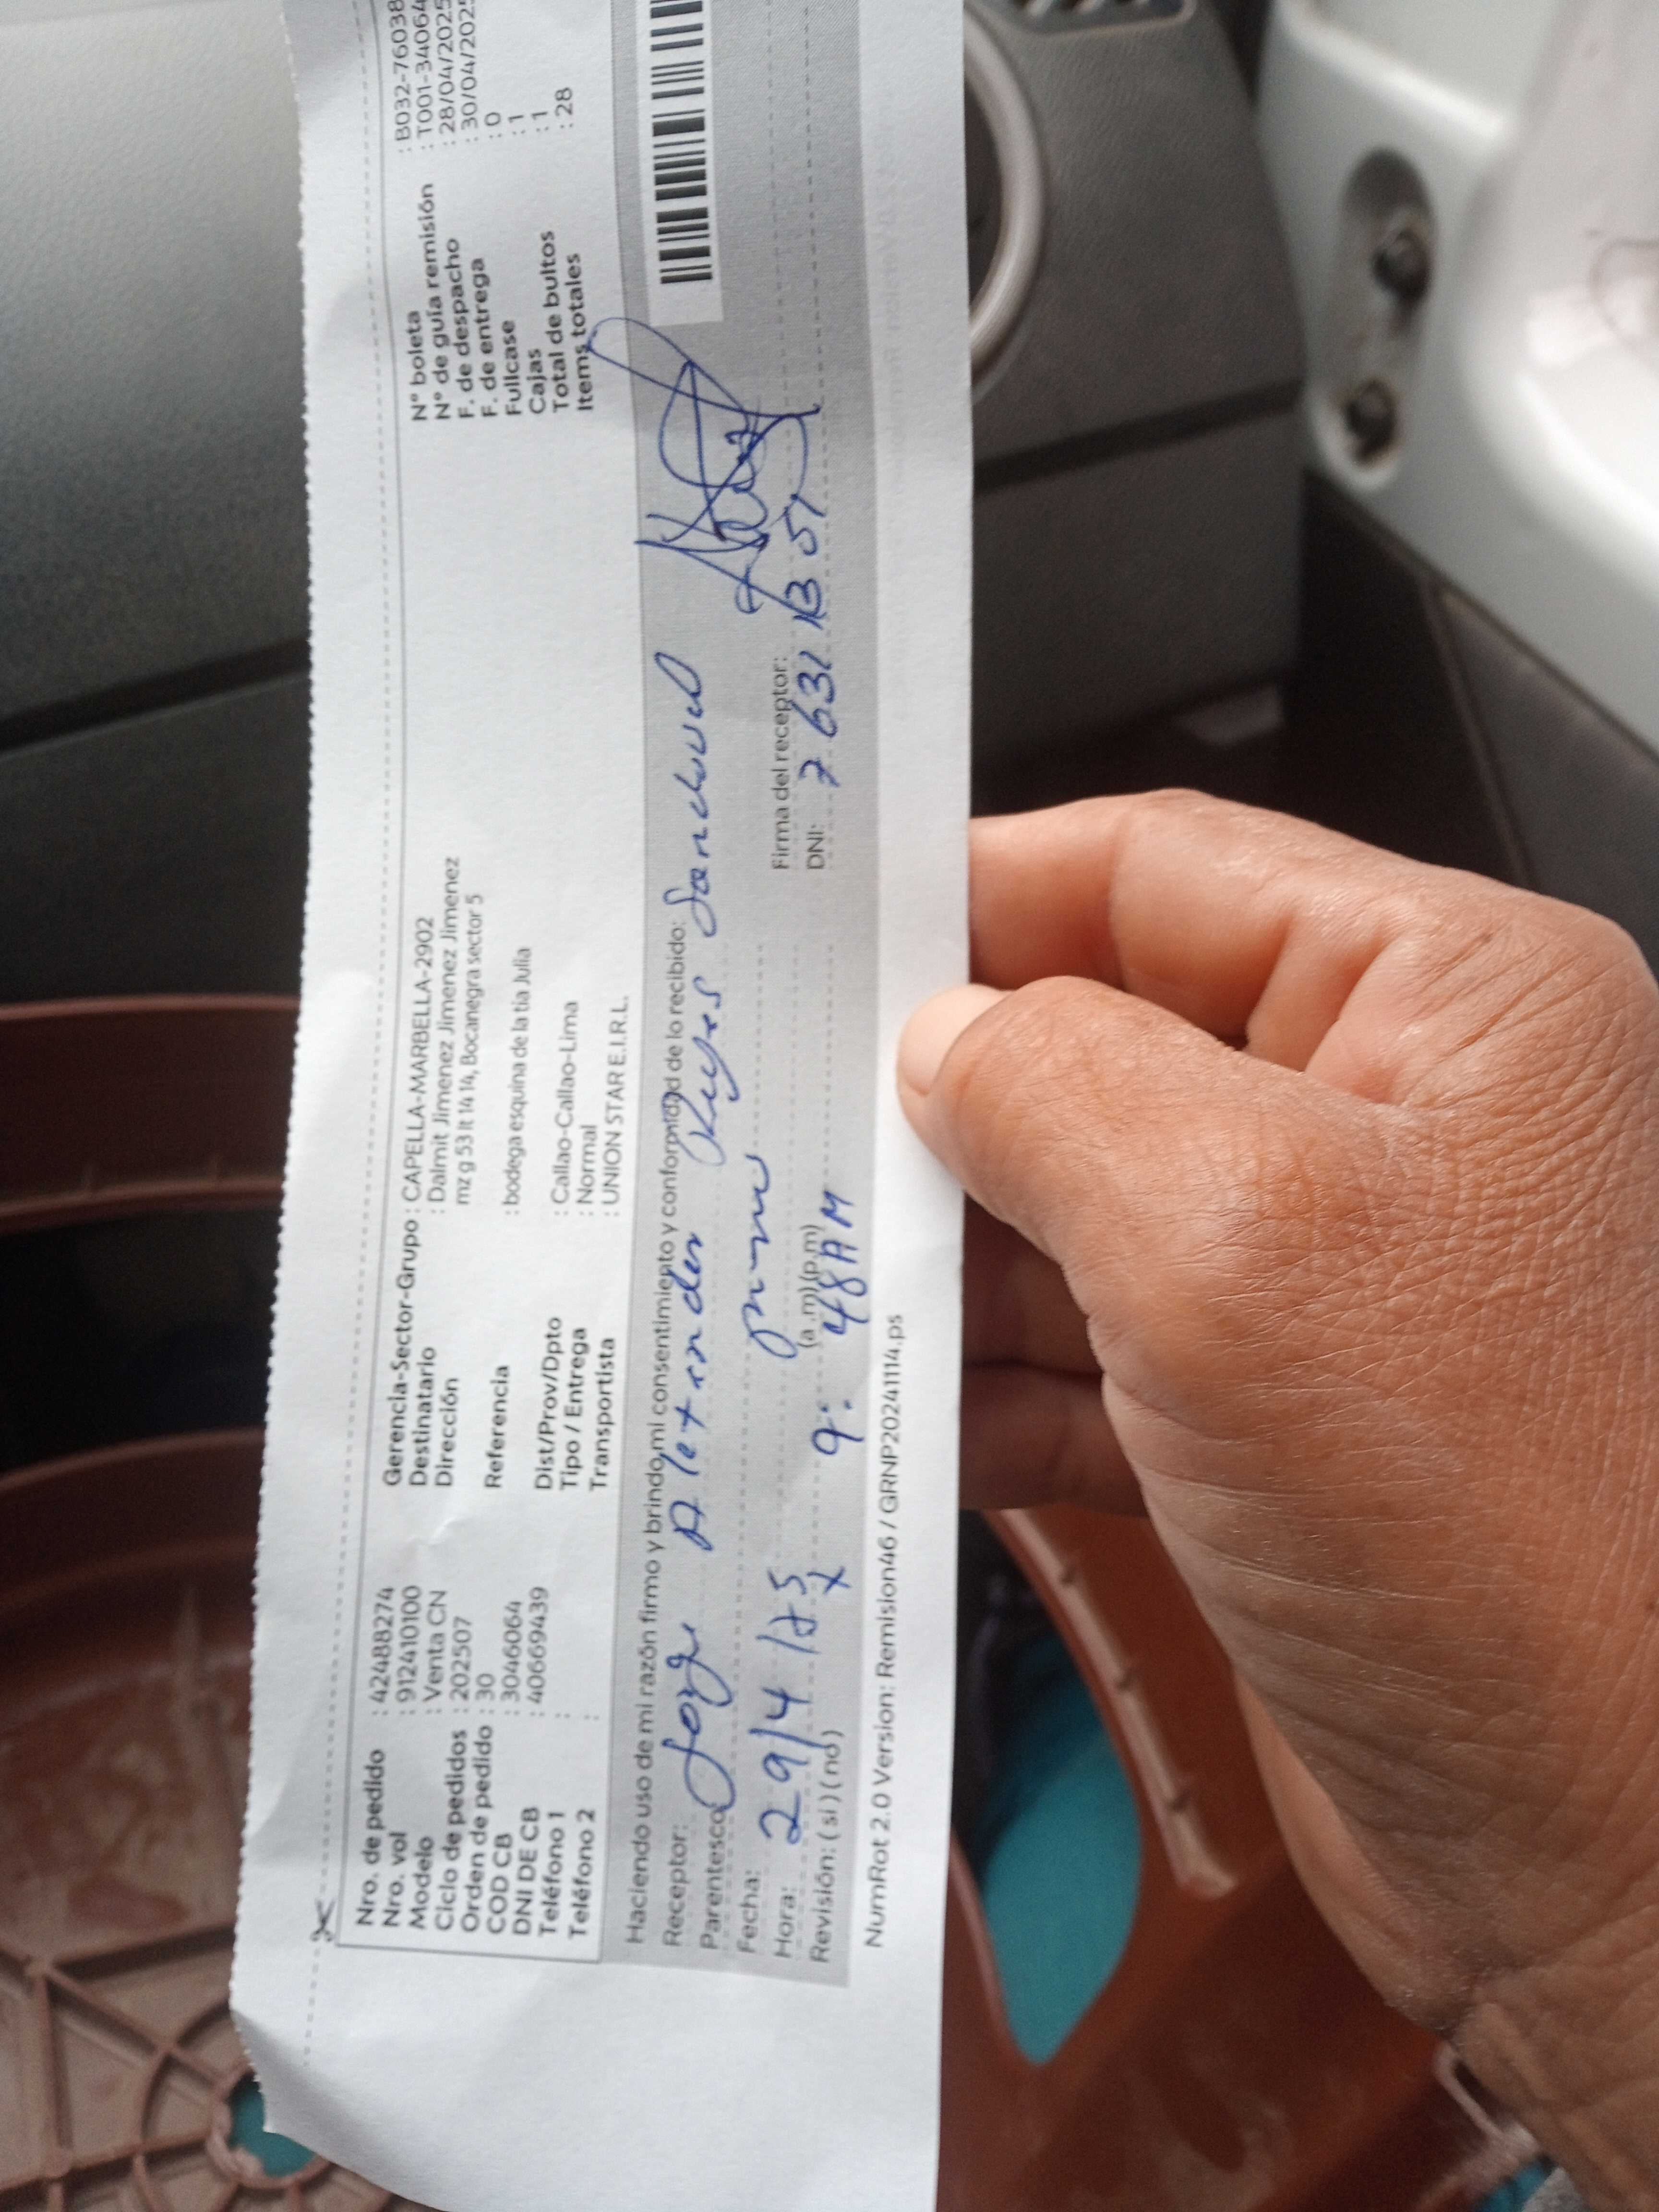 Nro. de pedido : 42488274
Nro. vol : 912410100
Modelo : Venta CN
Ciclo de pedidos : 202507
Orden de pedido : 30
COD CB : 3046064
DNI DE CB : 40669439
Teléfono 1 :
Teléfono 2 :
Gerencia-Sector-Grupo : CAPELLA-MARBELLA-2902
Destinatario : Dalmit Jimenez Jimenez Jimenez
Dirección mz g 53 lt 14 14, Bocanegra sector 5
Referencia : bodega esquina de la tia Julia
Dist/Prov/Dpto : Callao-Callao-Lima
Tipo / Entrega : Normal
Transportista : UNION STAR E.I.R.L.
N° boleta : B032-76038
N° de guía remisión : T001-34064
F. de despacho : 28/04/2025
F. de entrega : 30/04/202
Fullcase : 0
Cajas : 1
Total de bultos : 1
Items totales : 28
Haciendo uso de mi razón firmo y brindo mi consentimiento y conformidad de lo recibido:
Receptor: Jorge Alexander Reyes Sandoval
Parentesco: primo
Fecha: 29/4/25
Hora: 9:48 AM (a.m) (p.m)
Revisión: ( si ) ( no ) x
Firma del receptor:
DNI:
NumRot 2.0 Version: Remision46 / GRNP20241114.ps